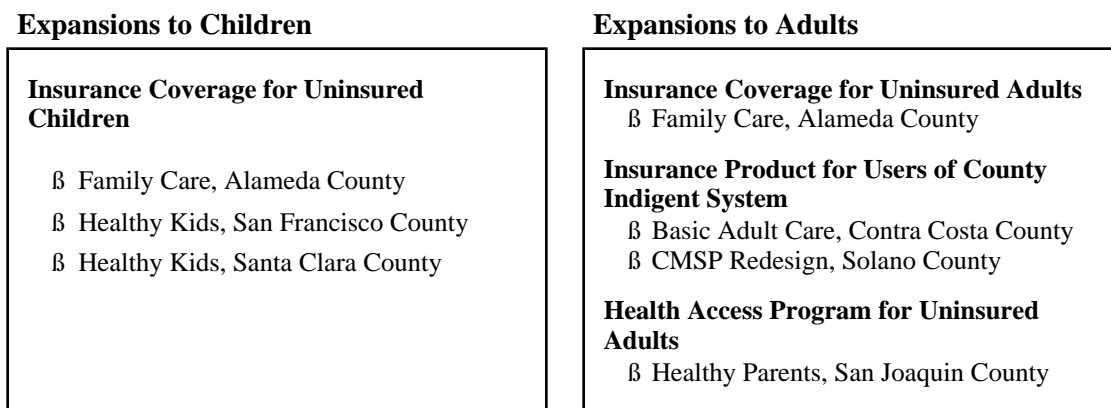 Expansions to Children
Insurance Coverage for Uninsured
Children
ß Family Care, Alameda County
ß Healthy Kids, San Francisco County
ß Healthy Kids, Santa Clara County
Expansions to Adults
Insurance Coverage for Uninsured Adults
ß Family Care, Alameda County
Insurance Product for Users of County
Indigent System
ß Basic Adult Care, Contra Costa County
ß CMSP Redesign, Solano County
Health Access Program for Uninsured
Adults
ß Healthy Parents, San Joaquin County